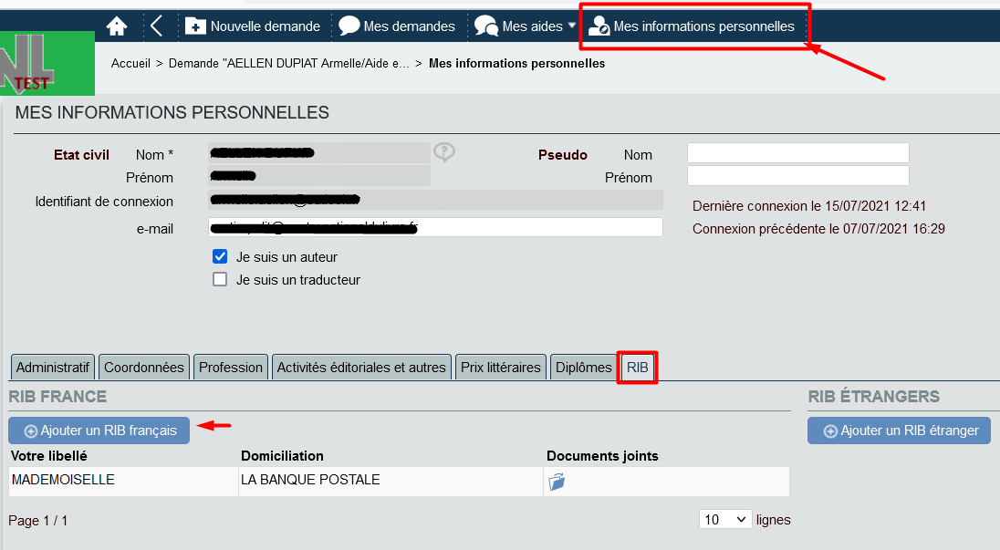 Nouvelle demande Mes demandes Mes aides Mes informations personnelles
NL
TEST
Accueil > Demande "AELLEN DUPIAT Armelle/Aide e... > Mes informations personnelles
MES INFORMATIONS PERSONNELLES
Etat civil Nom * Pseudo Nom
Prénom Prénom
Identifiant de connexion
Dernière connexion le 15/07/2021 12:41
e-mail
Connexion précédente le 07/07/2021 16:29
Je suis un auteur
Je suis un traducteur
Administratif Coordonnées Profession Activités éditoriales et autres Prix littéraires Diplômes RIB
RIB FRANCE RIB ÉTRANGERS
Ajouter un RIB français Ajouter un RIB étranger
Votre libellé Domiciliation Documents joints
MADEMOISELLE LA BANQUE POSTALE
Page 1 / 1 10 lignes